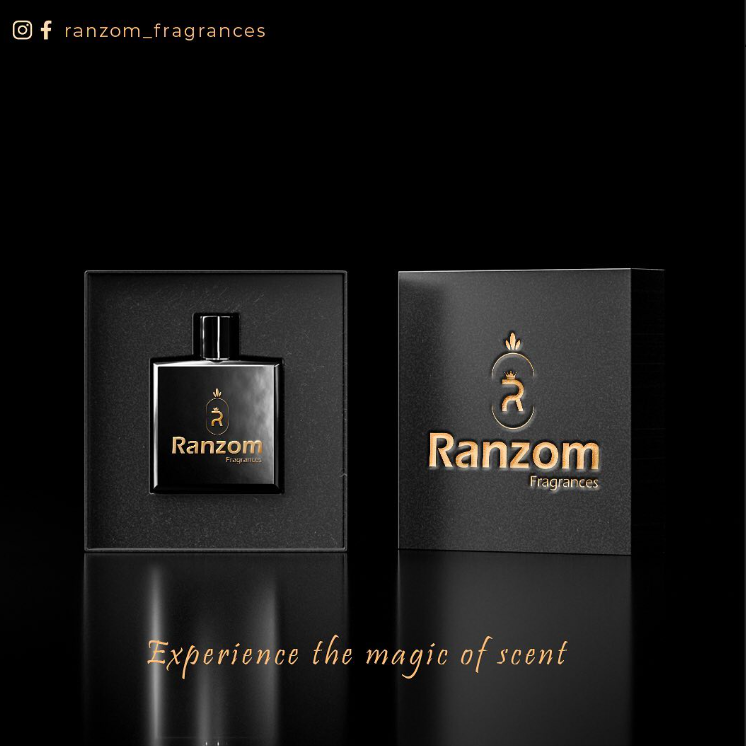 ranzom_fragrances
R
Ranzom
Fragrances
R
Ranzom
Fragrances
Experience the magic of scent